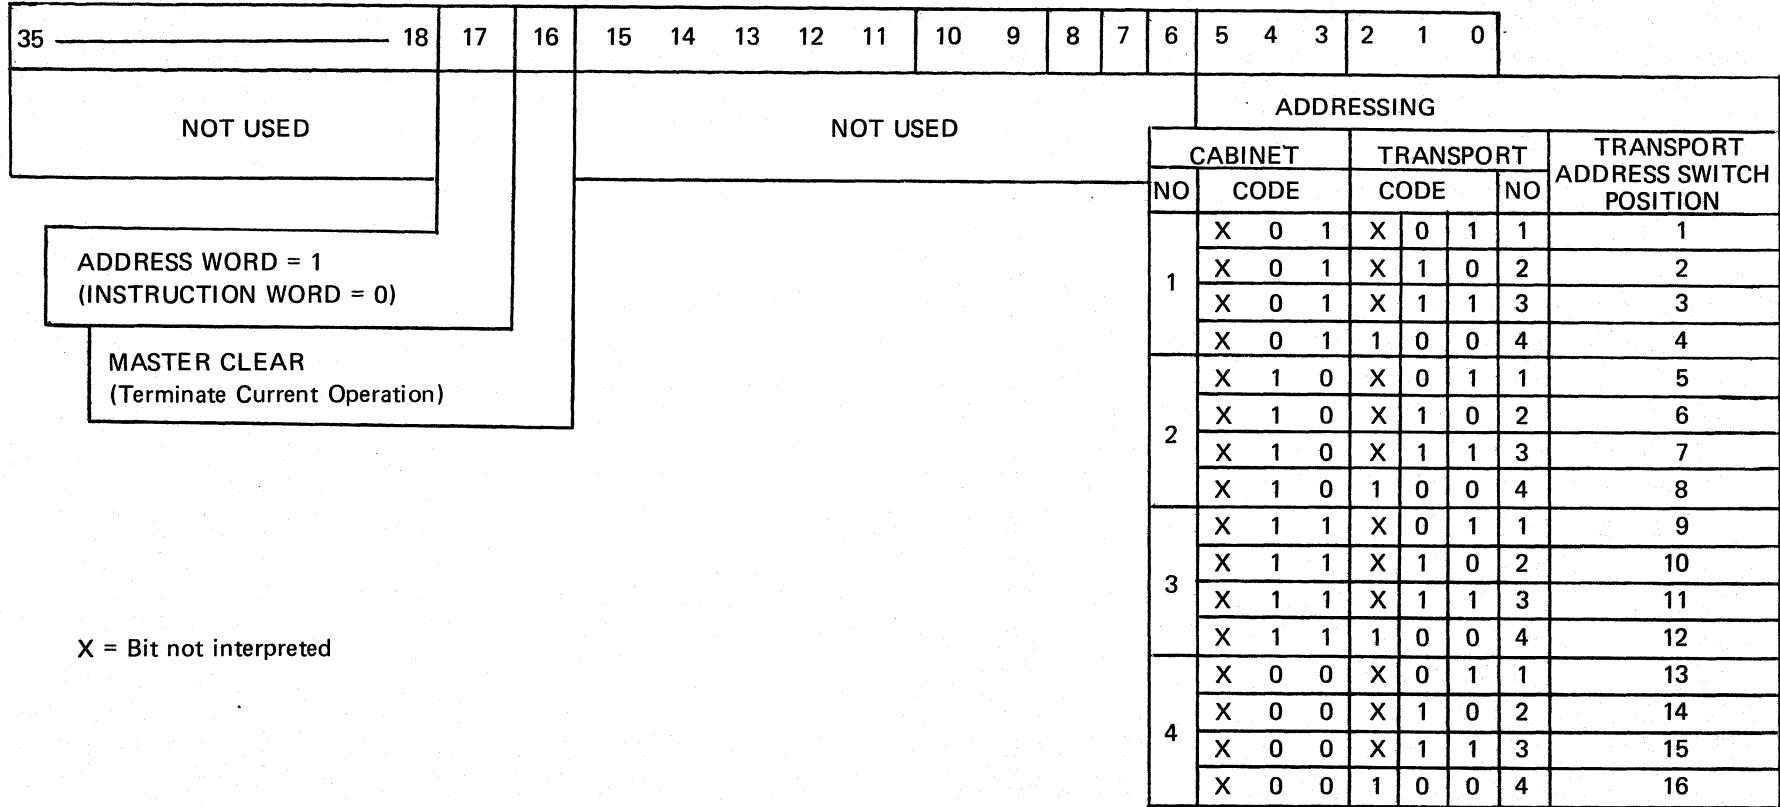 35 18 17 16 15 14 13 12 11 10 9 8 7 6 5 4 3 2 1 0
NOT USED
NOT USED
ADDRESSING
CABINET TRANSPORT TRANSPORT ADDRESS SWITCH POSITION
NO CODE CODE NO
ADDRESS WORD = 1
(INSTRUCTION WORD = 0)
MASTER CLEAR
(Terminate Current Operation)
X = Bit not interpreted
1
X 0 1 X 0 1 1 1
X 0 1 X 1 0 2 2
X 0 1 X 1 1 3 3
X 0 1 1 0 0 4 4
2
X 1 0 X 0 1 1 5
X 1 0 X 1 0 2 6
X 1 0 X 1 1 3 7
X 1 0 1 0 0 4 8
3
X 1 1 X 0 1 1 9
X 1 1 X 1 0 2 10
X 1 1 X 1 1 3 11
X 1 1 1 0 0 4 12
4
X 0 0 X 0 1 1 13
X 0 0 X 1 0 2 14
X 0 0 X 1 1 3 15
X 0 0 1 0 0 4 16